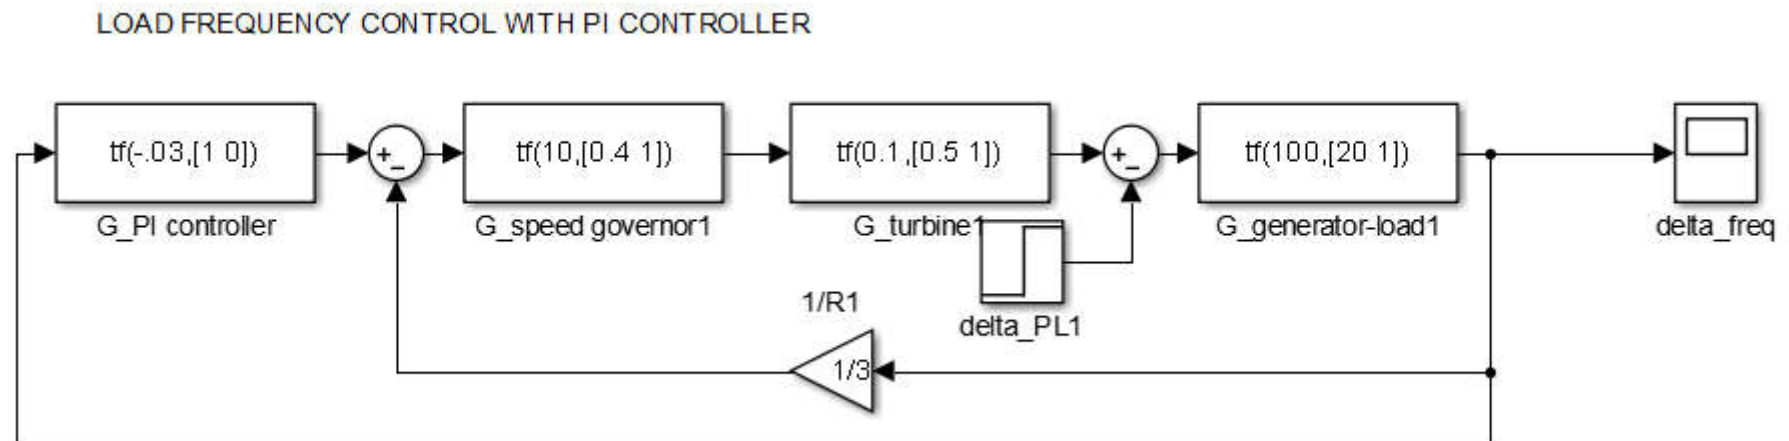 LOAD FREQUENCY CONTROL WITH PI CONTROLLER
tf(-.03,[1 0])
tf(10,[0.4 1])
tf(0.1,[0.5 1])
tf(100,[20 1])
G_PI controller
G_speed governor1
G_turbine1
G_generator-load1
delta_freq
1/R1
delta_PL1
1/3